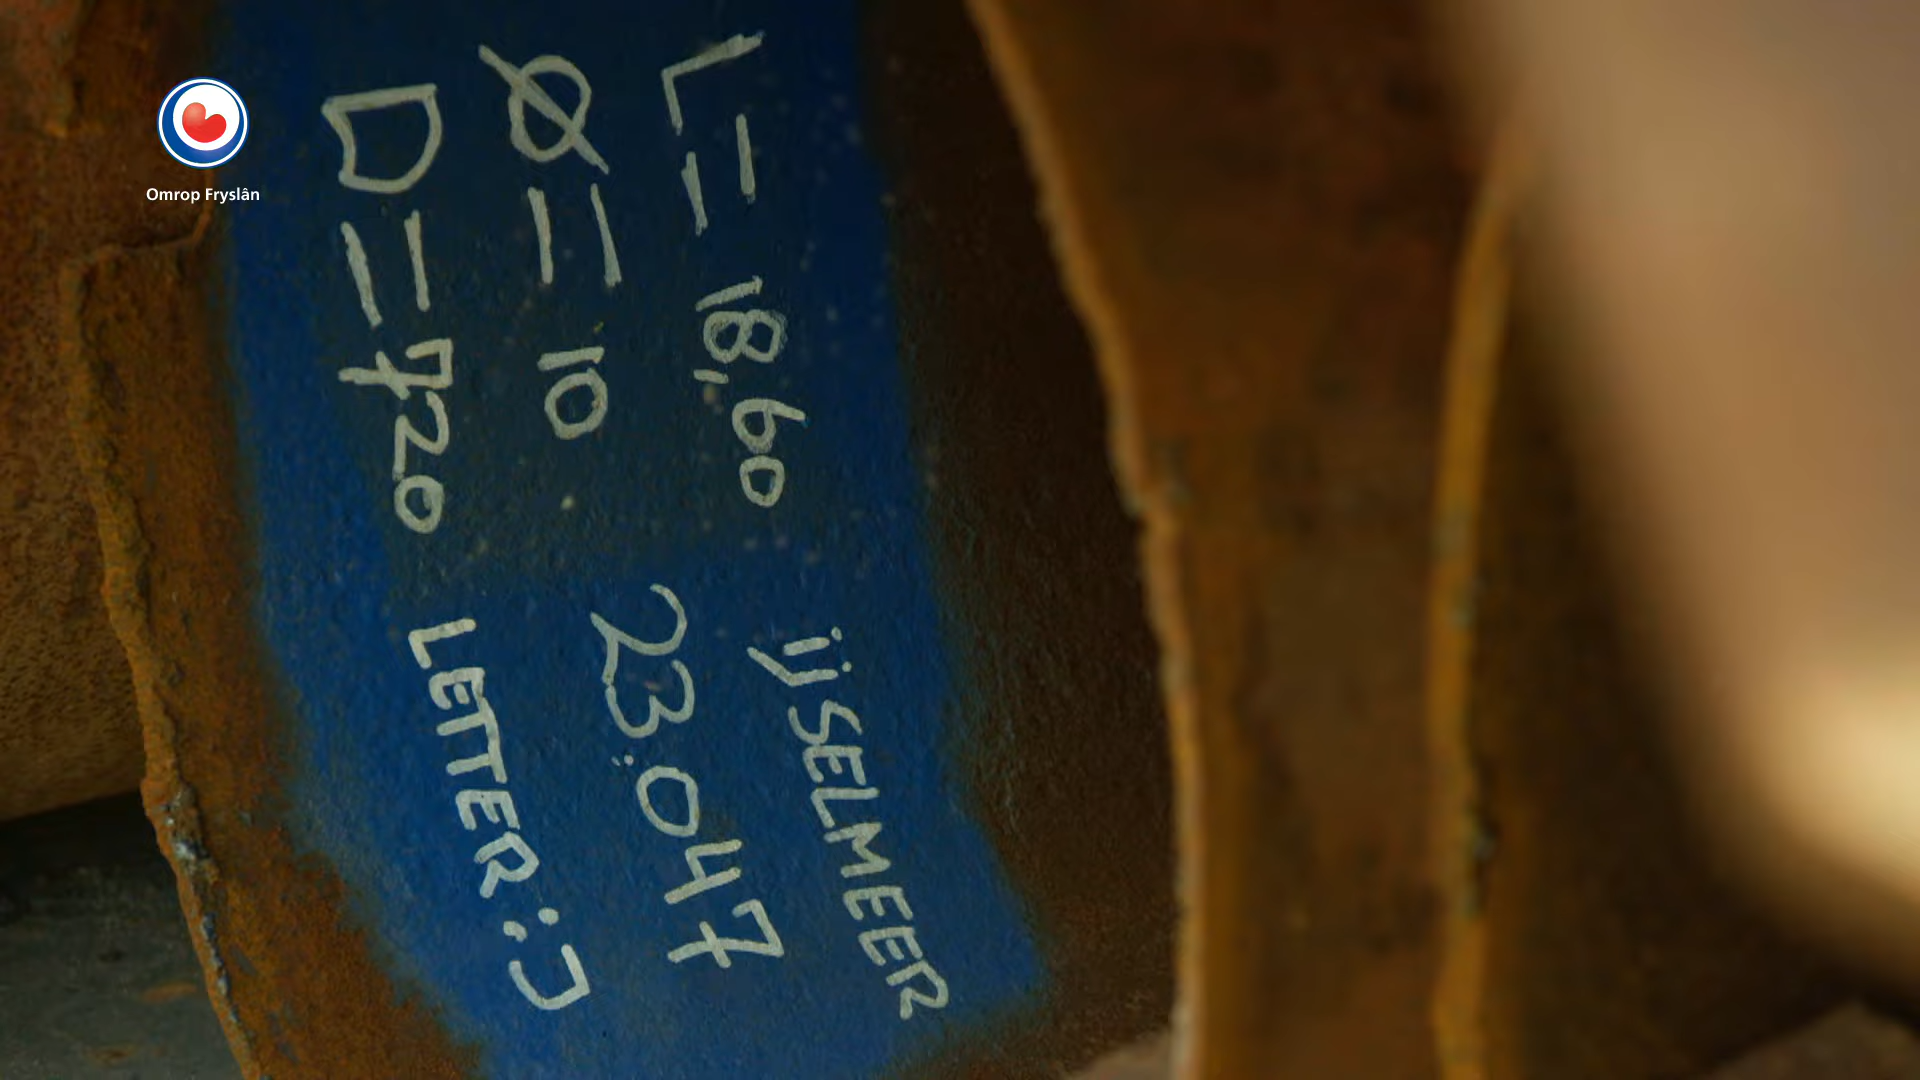 Omrop Fryslân
L= 18,60 ijSELMEER
Ø= 10 23.047
D=720 LETTER: J